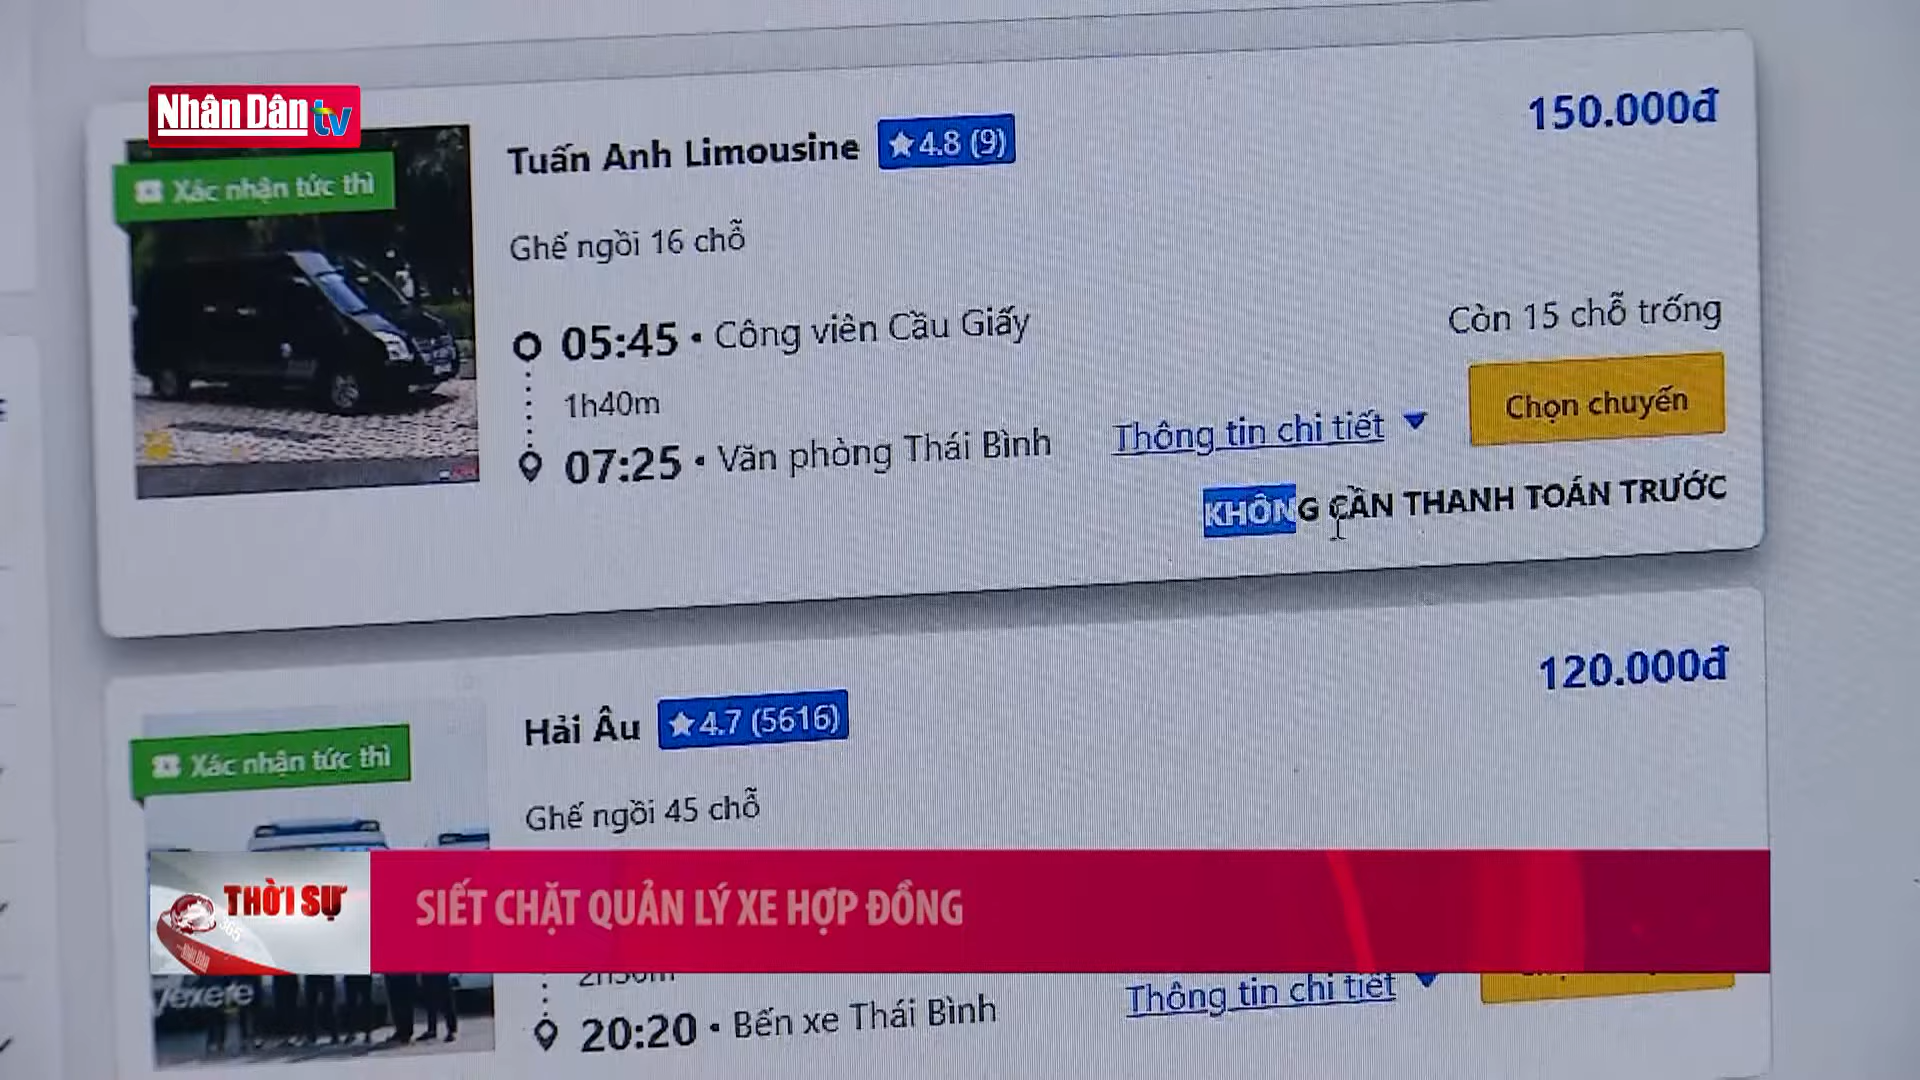 Nhân Dân tv
Xác nhận tức thì
Tuấn Anh Limousine
★4.8 (9)
150.000đ
Ghế ngồi 16 chỗ
05:45 • Công viên Cầu Giấy
Còn 15 chỗ trống
1h40m
Chọn chuyến
07:25 • Văn phòng Thái Bình
Thông tin chi tiết
KHÔNG CẦN THANH TOÁN TRƯỚC
Xác nhận tức thì
Hải Âu
★4.7 (5616)
120.000đ
Ghế ngồi 45 chỗ
THỜI SỰ
365
NHÂN DÂN
SIẾT CHẶT QUẢN LÝ XE HỢP ĐỒNG
Thông tin chi tiết
20:20 • Bến xe Thái Bình